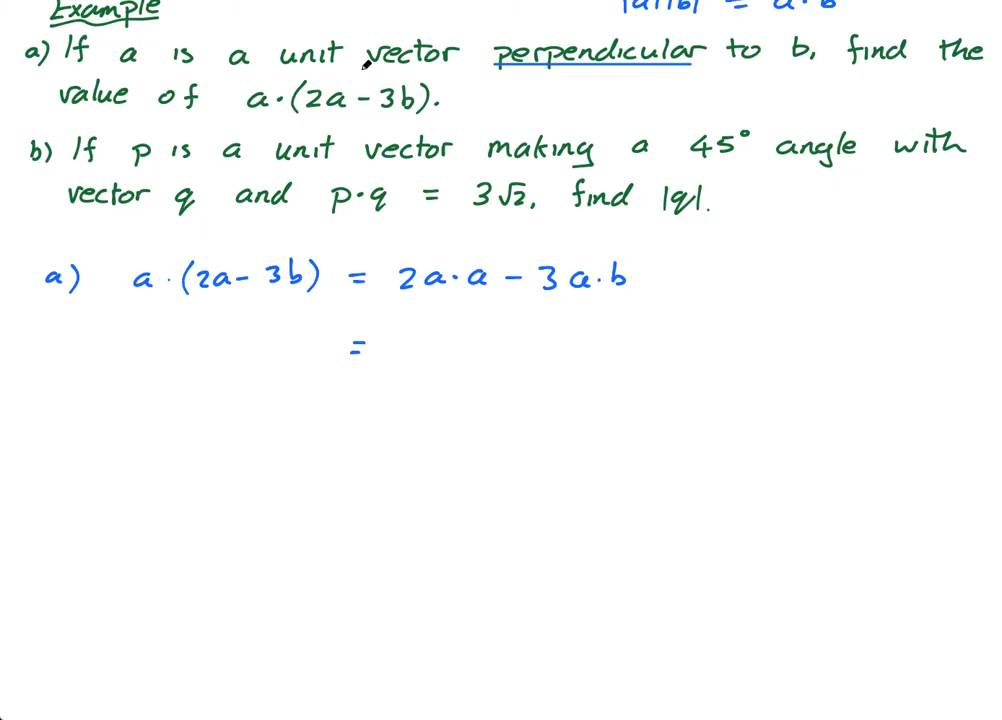 Example
|a||b| = a·b
a) If a is a unit vector perpendicular to b, find the
value of a·(2a - 3b).
b) If p is a unit vector making a 45° angle with
vector q and p·q = 3√2, find |q|.
a) a·(2a - 3b) = 2a·a - 3a·b
=